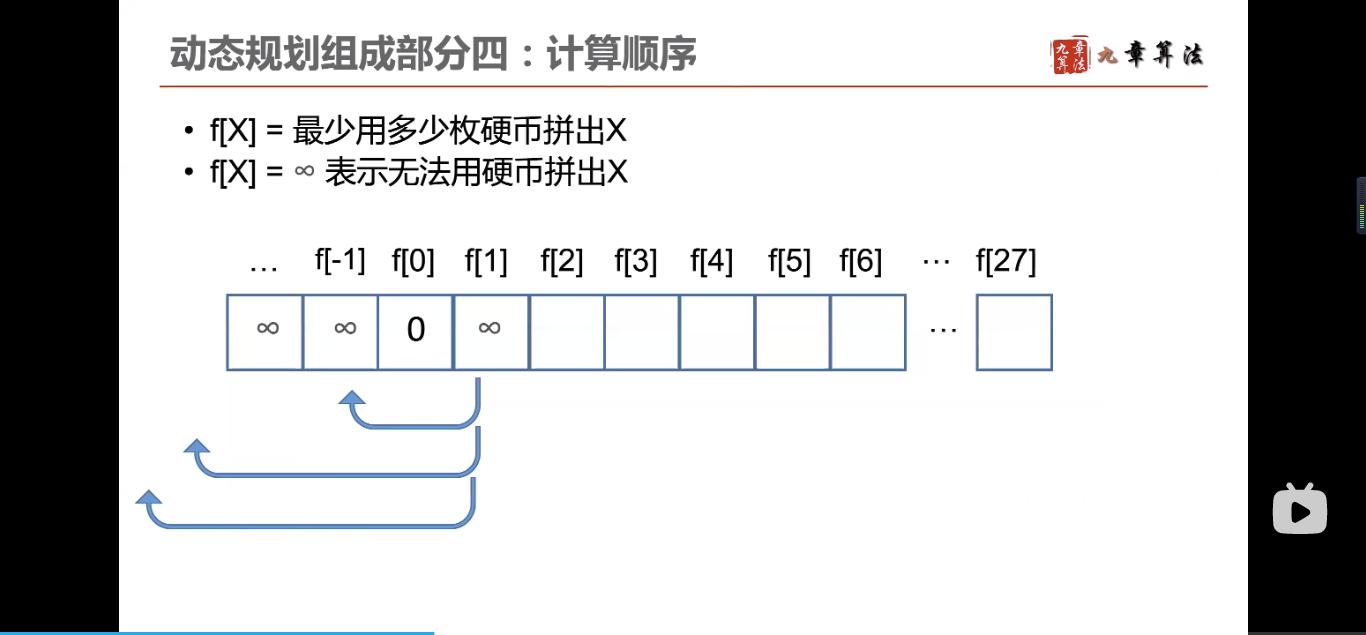 动态规划组成部分四：计算顺序
九章算法
九章算法
• f[X] = 最少用多少枚硬币拼出X
• f[X] = ∞ 表示无法用硬币拼出X
… f[-1] f[0] f[1] f[2] f[3] f[4] f[5] f[6] … f[27]
∞ ∞ 0 ∞ …